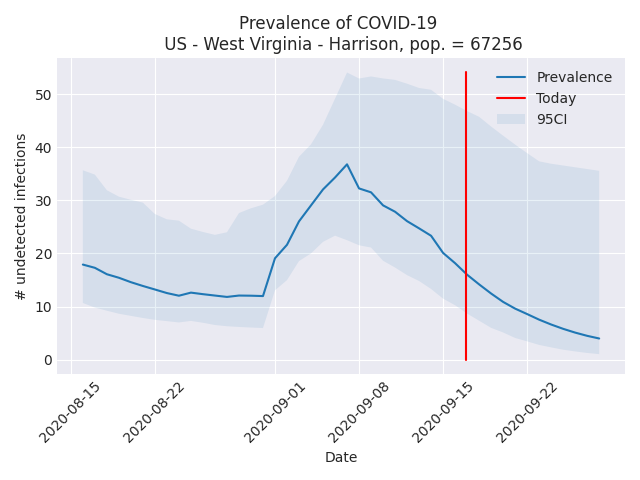 Prevalence of COVID-19
US - West Virginia - Harrison, pop. = 67256
Prevalence
Today
95CI
# undetected infections
50
40
30
20
10
0
2020-08-15
2020-08-22
2020-09-01
2020-09-08
2020-09-15
2020-09-22
Date